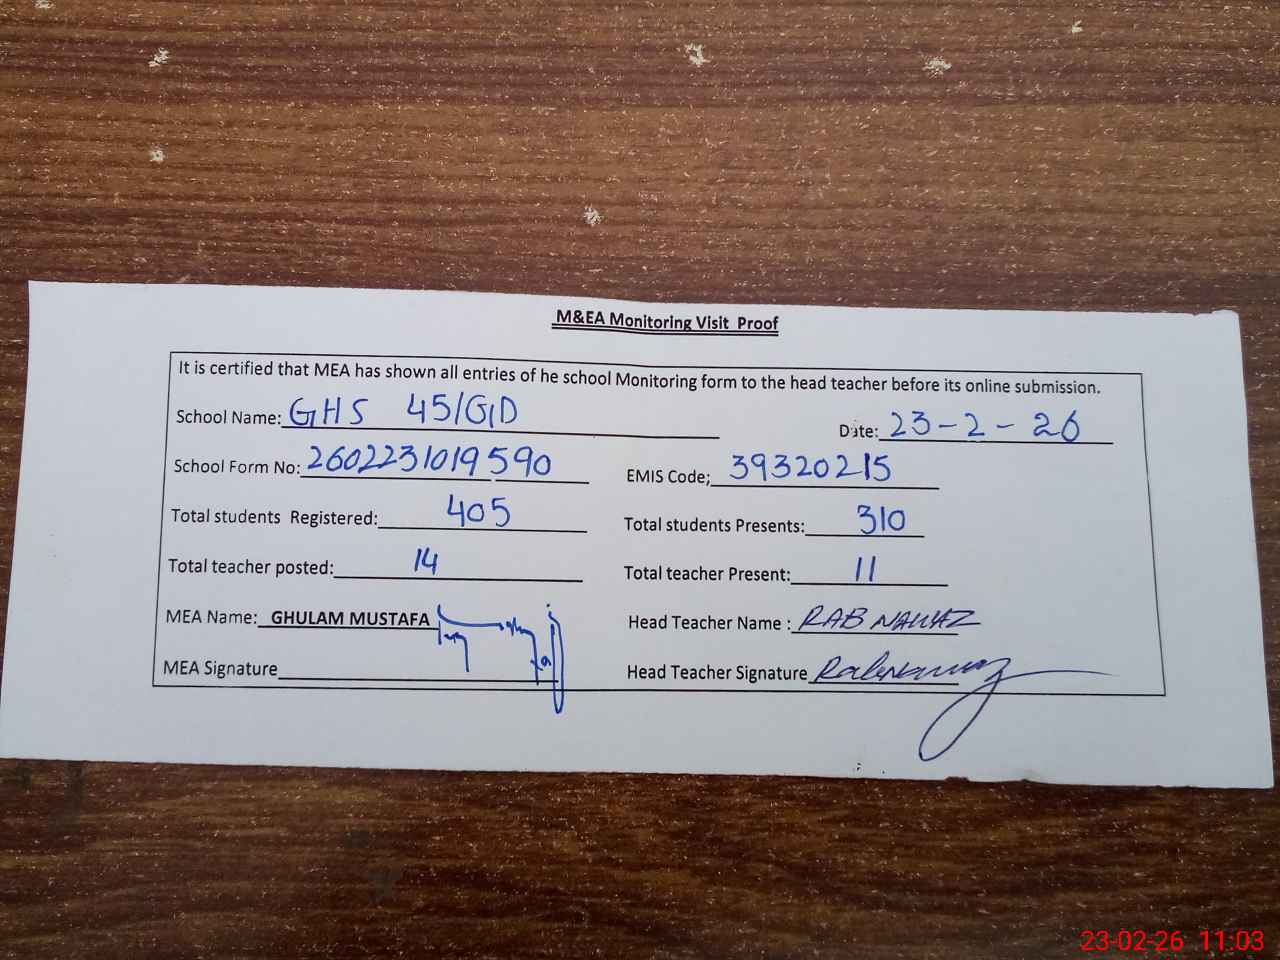 M&EA Monitoring Visit Proof
It is certified that MEA has shown all entries of he school Monitoring form to the head teacher before its online submission.
School Name: GHS 45/GD Date: 23-2-26
School Form No: 2602231019590 EMIS Code; 39320215
Total students Registered: 405 Total students Presents: 310
Total teacher posted: 14 Total teacher Present: 11
MEA Name: GHULAM MUSTAFA Head Teacher Name : RAB NAWAZ
MEA Signature Head Teacher Signature Rabnawaz
23-02-26 11:03